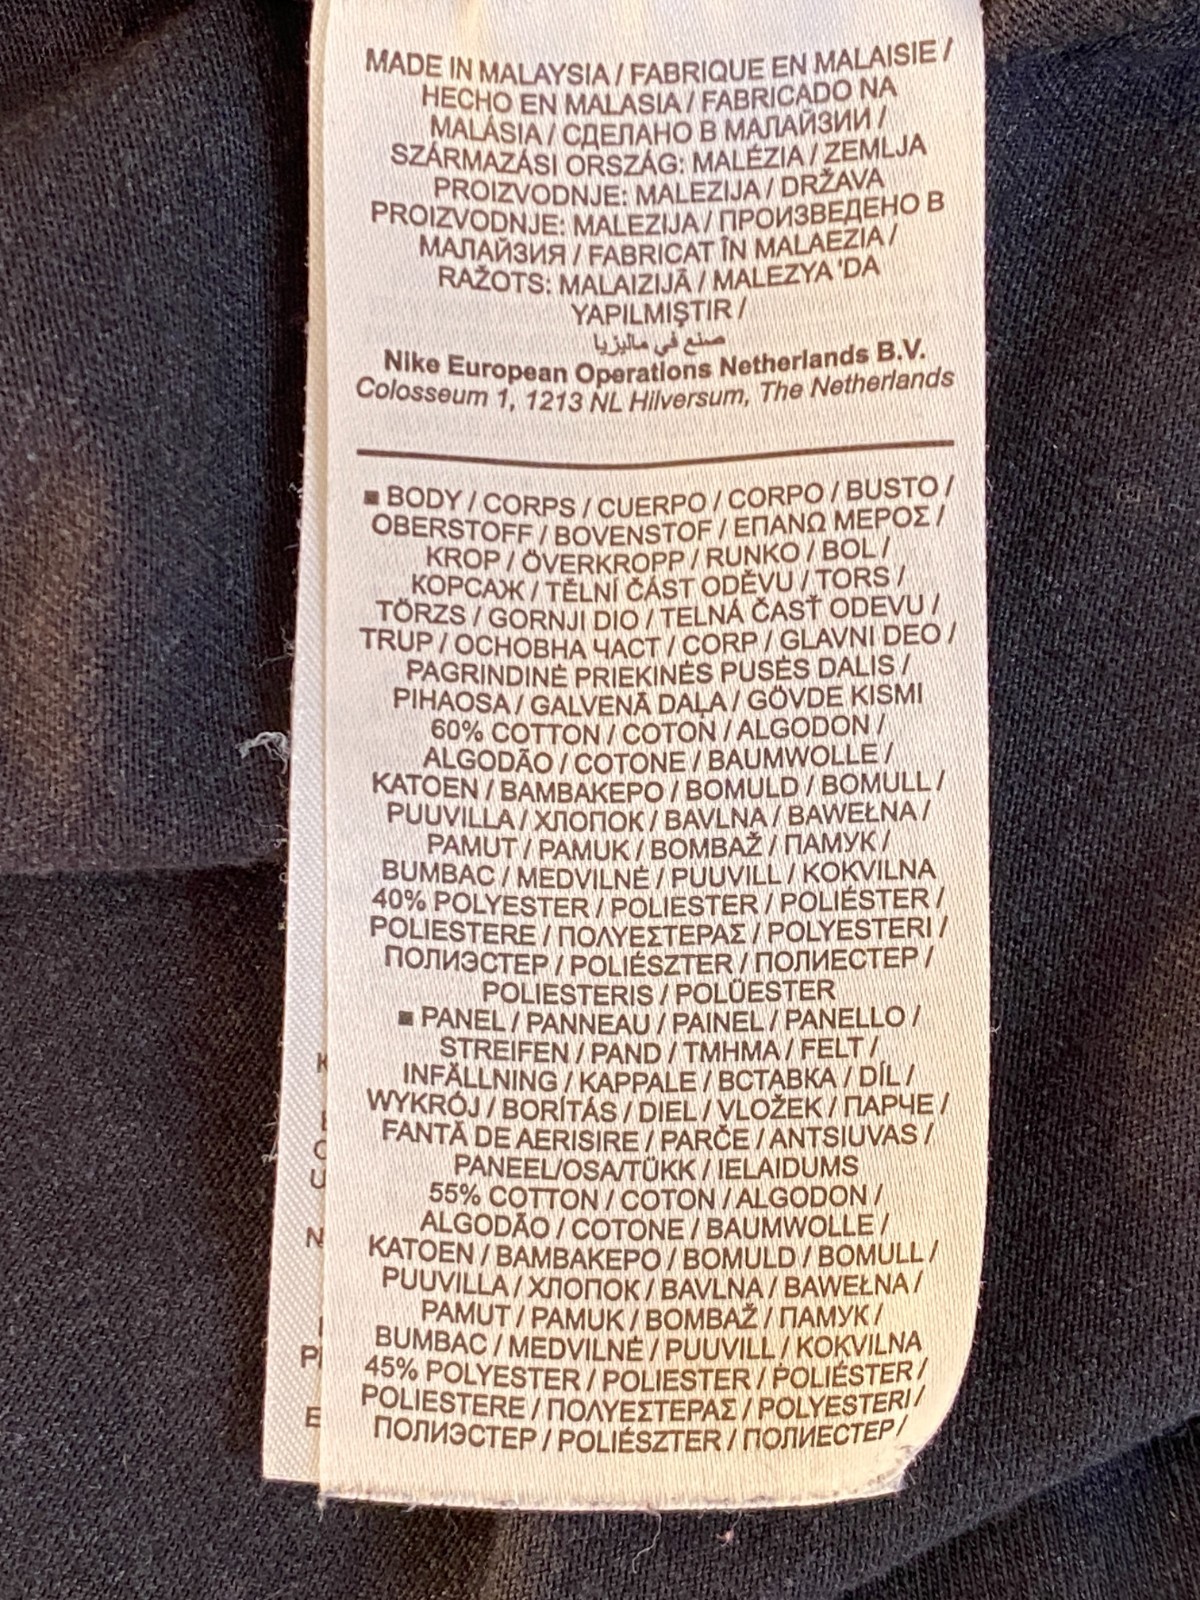 MADE IN MALAYSIA / FABRIQUE EN MALAISIE /
HECHO EN MALASIA / FABRICADO NA
MALÁSIA / СДЕЛАНО В МАЛАЙЗИИ /
SZÁRMAZÁSI ORSZÁG: MALÉZIA / ZEMLJA
PROIZVODNJE: MALEZIJA / DRŽAVA
PROIZVODNJE: MALEZIJA / ПРОИЗВЕДЕНО В
МАЛАЙЗИЯ / FABRICAT ÎN MALAEZIA /
RAŽOTS: MALAIZIJĀ / MALEZYA 'DA
YAPILMIŞTIR /
صنع في ماليزيا
Nike European Operations Netherlands B.V.
Colosseum 1, 1213 NL Hilversum, The Netherlands
■ BODY / CORPS / CUERPO / CORPO / BUSTO /
OBERSTOFF / BOVENSTOF / ΕΠΑΝΩ ΜΕΡΟΣ /
KROP / ÖVERKROPP / RUNKO / BOL /
КОРСАЖ / TĚLNÍ ČÁST ODĚVU / TORS /
TÖRZS / GORNJI DIO / TELNÁ ČASŤ ODEVU /
TRUP / ОСНОВНА ЧАСТ / CORP / GLAVNI DEO /
PAGRINDINĖ PRIEKINĖS PUSĖS DALIS /
PIHAOSA / GALVENĀ DAĻA / GÖVDE KISMI
60% COTTON / COTON / ALGODON /
ALGODÃO / COTONE / BAUMWOLLE /
KATOEN / ΒΑΜΒΑΚΕΡΟ / BOMULD / BOMULL /
PUUVILLA / ХЛОПОК / BAVLNA / BAWEŁNA /
PAMUT / PAMUK / BOMBAŽ / ПАМУК /
BUMBAC / MEDVILNĖ / PUUVILL / KOKVILNA
40% POLYESTER / POLIESTER / POLIÉSTER /
POLIESTERE / ΠΟΛΥΕΣΤΕΡΑΣ / POLYESTERI /
ПОЛИЭСТЕР / POLIÉSZTER / ПОЛИЕСТЕР /
POLIESTERIS / POLÜESTER
■ PANEL / PANNEAU / PAINEL / PANELLO /
STREIFEN / PAND / ΤΜΗΜΑ / FELT /
INFÄLLNING / KAPPALE / ВСТАВКА / DÍL /
WYKRÓJ / BORÍTÁS / DIEL / VLOŽEK / ПАРЧЕ /
FANTĂ DE AERISIRE / PARČE / ANTSIUVAS /
PANEEL/OSA/TÜKK / IELAIDUMS
55% COTTON / COTON / ALGODON /
ALGODÃO / COTONE / BAUMWOLLE /
KATOEN / ΒΑΜΒΑΚΕΡΟ / BOMULD / BOMULL /
PUUVILLA / ХЛОПОК / BAVLNA / BAWEŁNA /
PAMUT / PAMUK / BOMBAŽ / ПАМУК /
BUMBAC / MEDVILNĖ / PUUVILL / KOKVILNA
45% POLYESTER / POLIESTER / POLIÉSTER /
POLIESTERE / ΠΟΛΥΕΣΤΕΡΑΣ / POLYESTERI /
ПОЛИЭСТЕР / POLIÉSZTER / ПОЛИЕСТЕР /